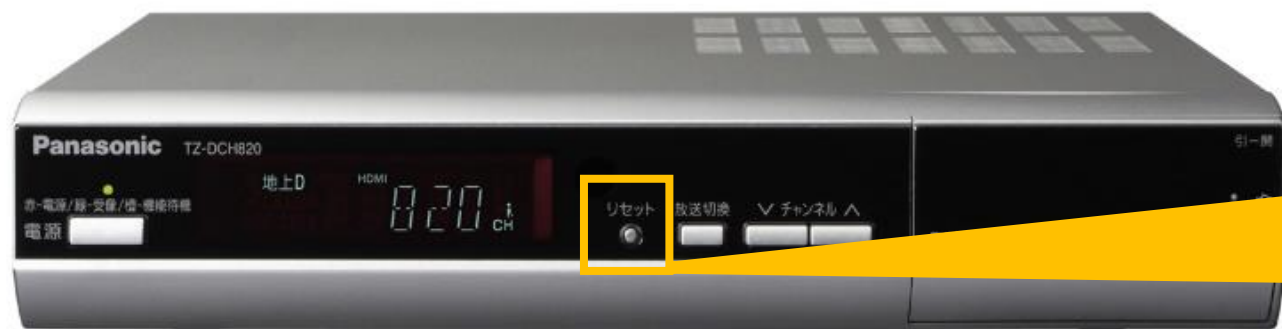 Panasonic TZ-DCH820
地上D HDMI 820 CH
赤-電源/緑-受像/橙-機能待機
電源
リセット 放送切換 ∨ チャンネル ∧
引-開